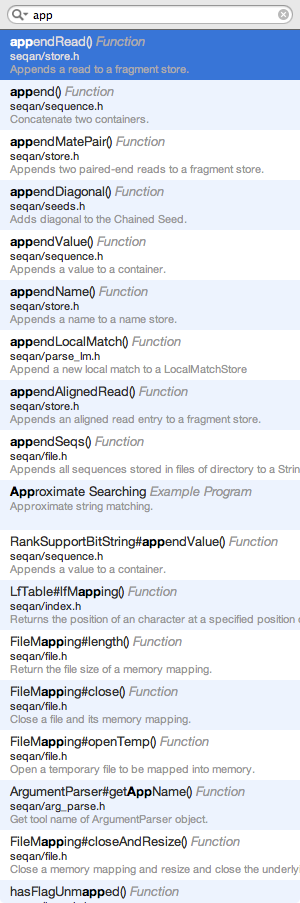 app
appendRead() Function
seqan/store.h
Appends a read to a fragment store.
append() Function
seqan/sequence.h
Concatenate two containers.
appendMatePair() Function
seqan/store.h
Appends two paired-end reads to a fragment store.
appendDiagonal() Function
seqan/seeds.h
Adds diagonal to the Chained Seed.
appendValue() Function
seqan/sequence.h
Appends a value to a container.
appendName() Function
seqan/store.h
Appends a name to a name store.
appendLocalMatch() Function
seqan/parse_lm.h
Append a new local match to a LocalMatchStore
appendAlignedRead() Function
seqan/store.h
Appends an aligned read entry to a fragment store.
appendSeqs() Function
seqan/file.h
Appends all sequences stored in files of directory to a Strin
Approximate Searching Example Program
Approximate string matching.
RankSupportBitString#appendValue() Function
seqan/sequence.h
Appends a value to a container.
LfTable#lfMapping() Function
seqan/index.h
Returns the position of an character at a specified position
FileMapping#length() Function
seqan/file.h
Return the file size of a memory mapping.
FileMapping#close() Function
seqan/file.h
Close a file and its memory mapping.
FileMapping#openTemp() Function
seqan/file.h
Open a temporary file to be mapped into memory.
ArgumentParser#getAppName() Function
seqan/arg_parse.h
Get tool name of ArgumentParser object.
FileMapping#closeAndResize() Function
seqan/file.h
Close a memory mapping and resize and close the underly
hasFlagUnmapped() Function